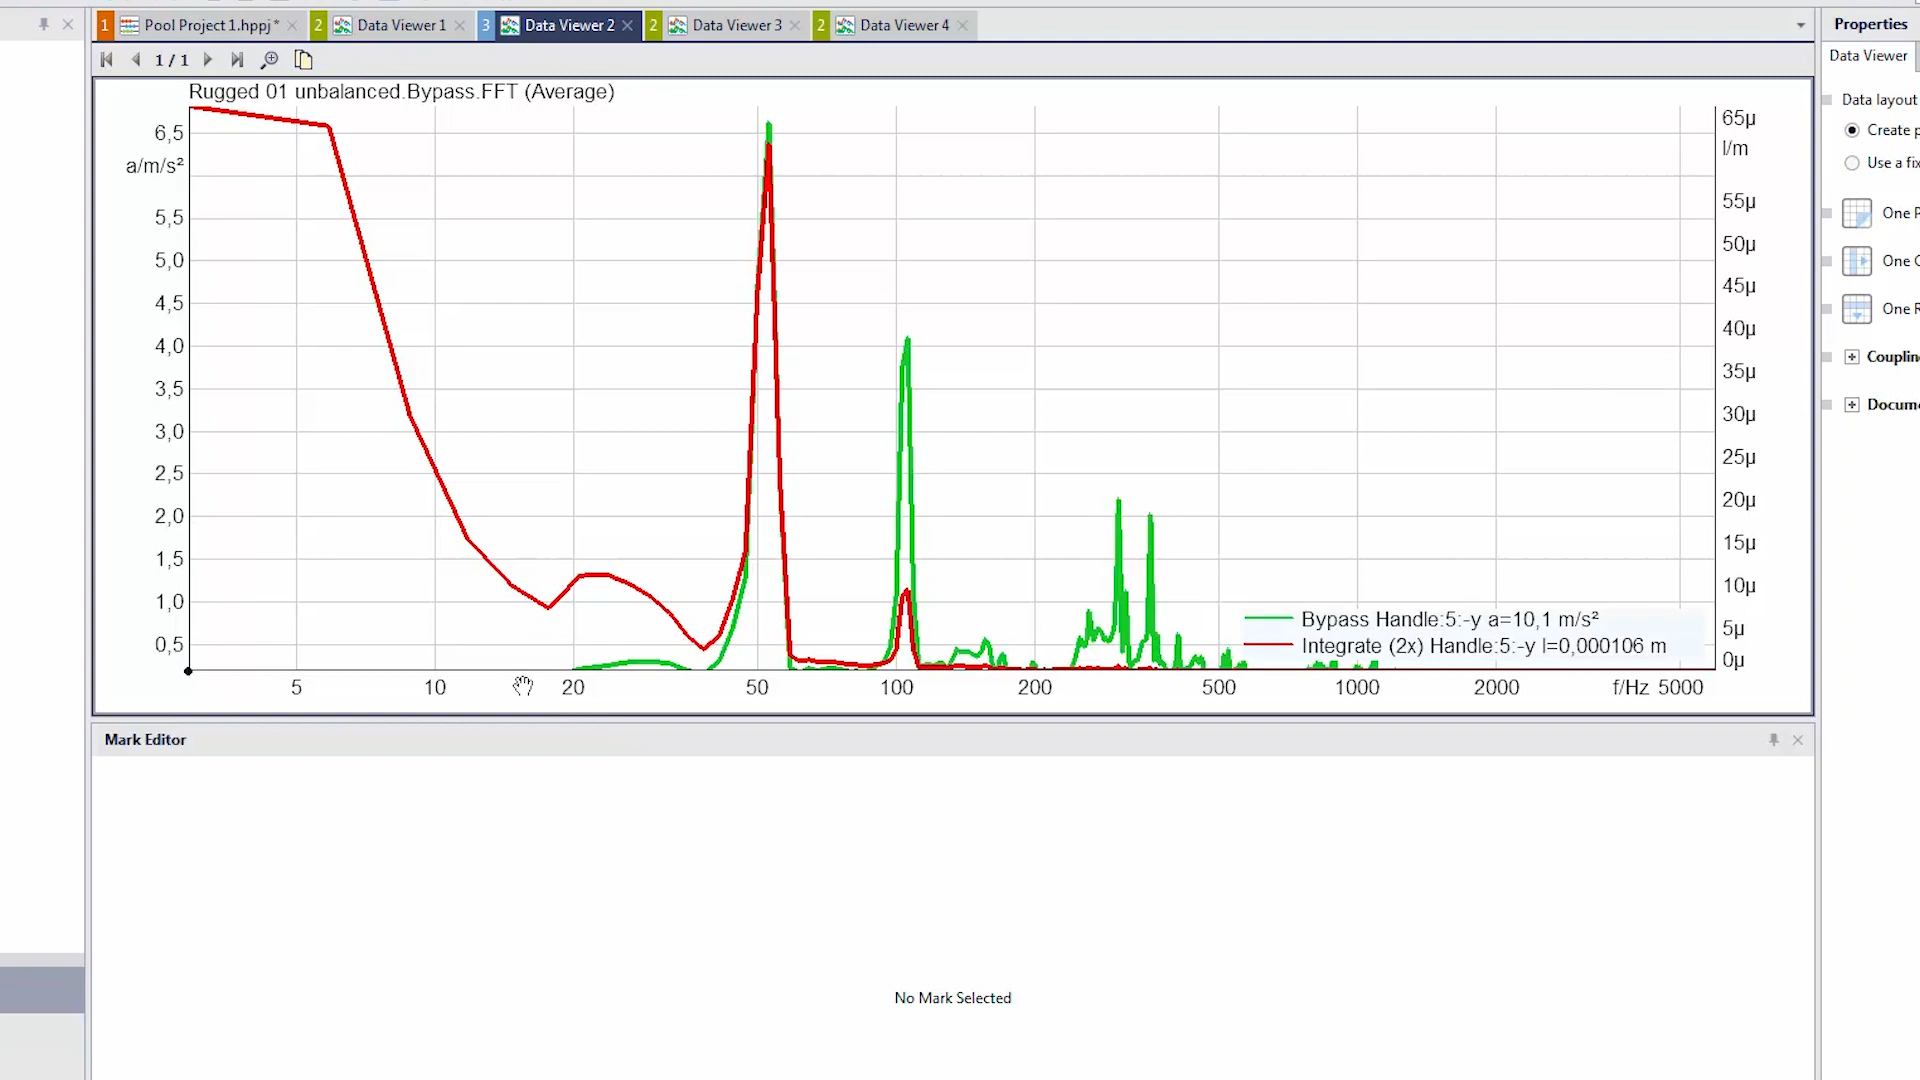 1 Pool Project 1.hppj* 2 Data Viewer 1 3 Data Viewer 2 2 Data Viewer 3 2 Data Viewer 4
Properties
Data Viewer
1 / 1
Rugged 01 unbalanced.Bypass.FFT (Average)
6,5
a/m/s²
5,5
5,0
4,5
4,0
3,5
3,0
2,5
2,0
1,5
1,0
0,5
65µ
l/m
55µ
50µ
45µ
40µ
35µ
30µ
25µ
20µ
15µ
10µ
5µ
0µ
Bypass Handle:5:-y a=10,1 m/s²
Integrate (2x) Handle:5:-y l=0,000106 m
5 10 20 50 100 200 500 1000 2000 f/Hz 5000
Data layout
Create p
Use a fix
One P
One C
One R
Couplin
Docume
Mark Editor
No Mark Selected